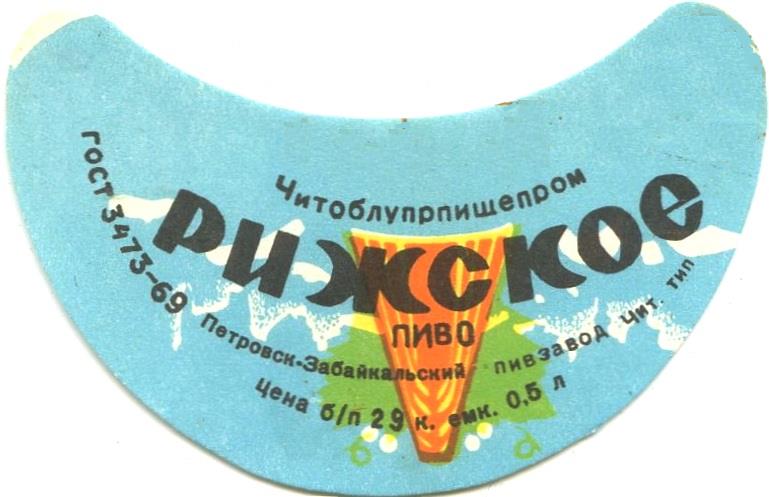 Читоблупрпищепром
ГОСТ 3473-69
РИЖСКОЕ
ПИВО
Петровск-Забайкальский пивзавод Чит. тип
Цена б/п 29 к. емк. 0,5 л